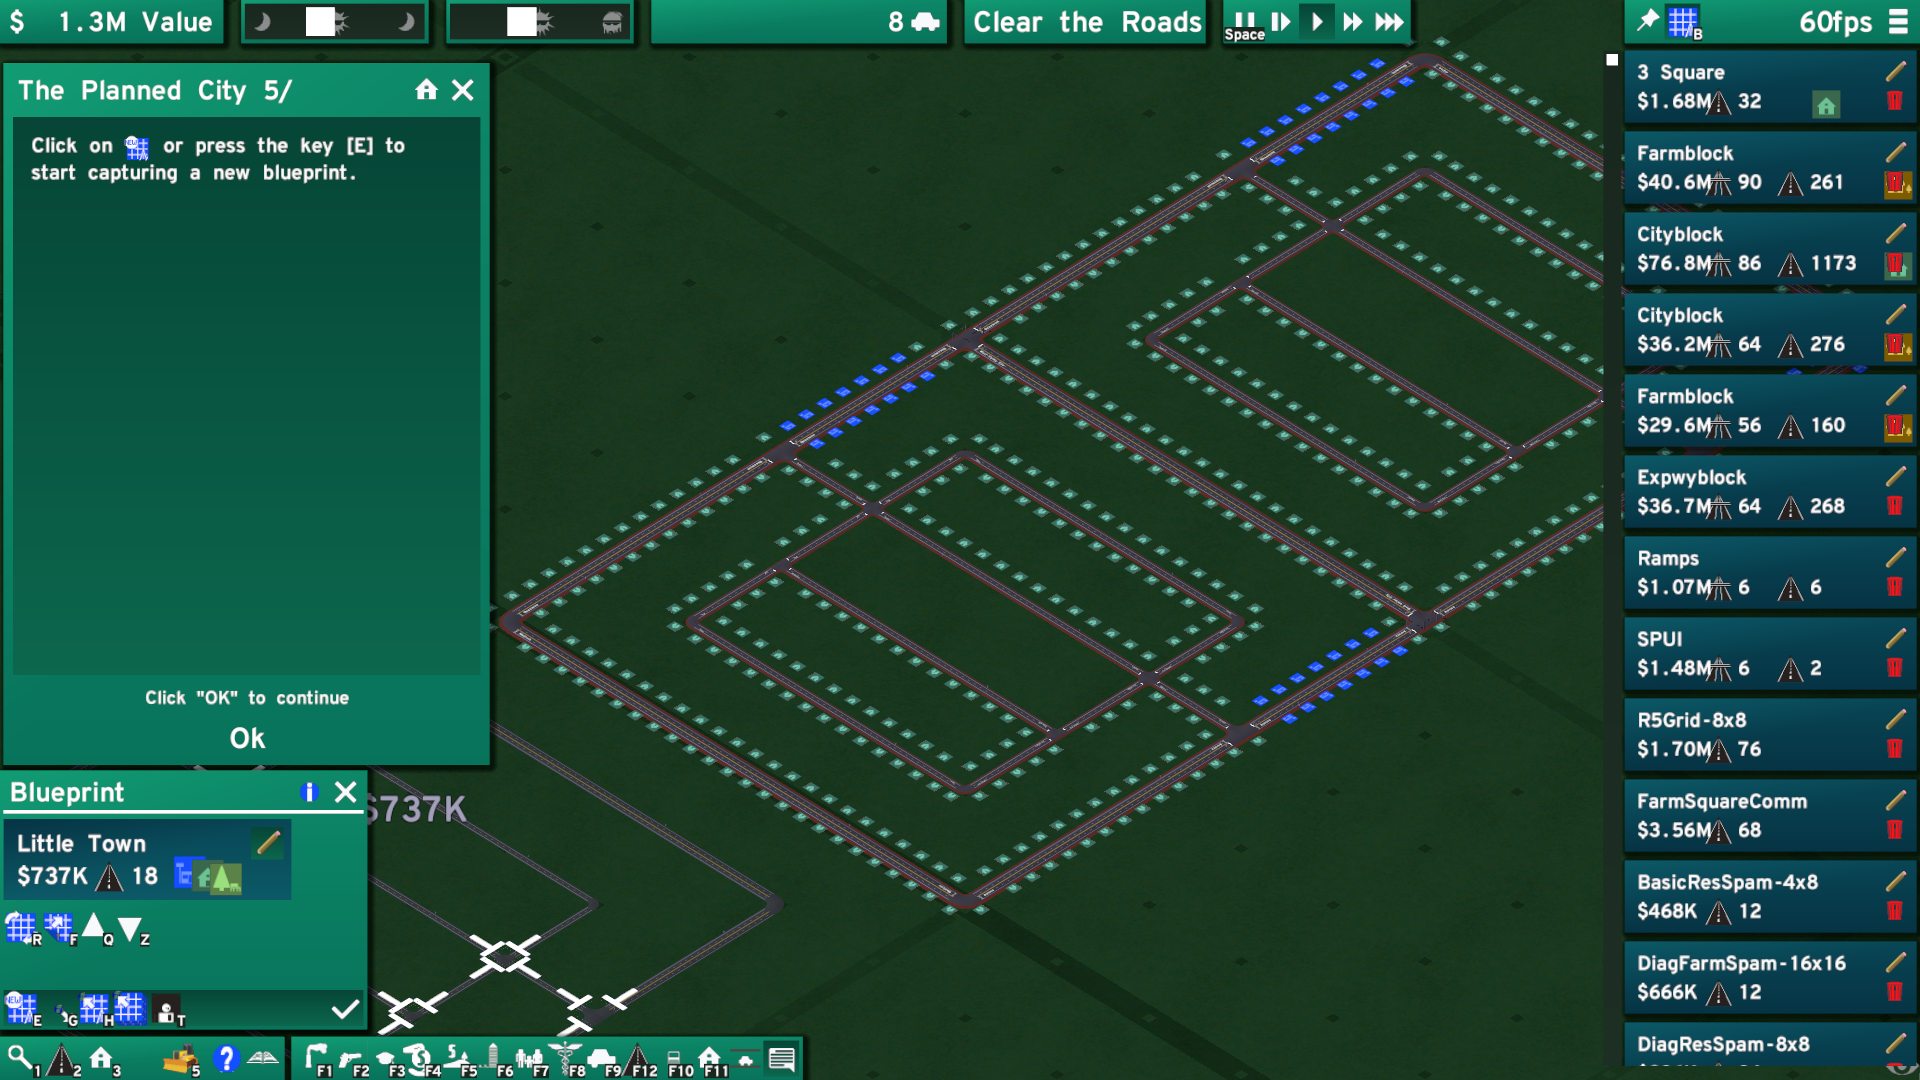 $ 1.3M Value
8
Clear the Roads
Space
B
60fps
The Planned City 5/
Click on NEW or press the key [E] to
start capturing a new blueprint.
Click "OK" to continue
Ok
Blueprint
i
Little Town
$737K 18
R F Q Z
NEW E G H T
$737K
1 2 3 5 ?
F1 F2 F3 F4 F5 F6 F7 F8 F9 F12 F10 F11
3 Square
$1.68M 32
Farmblock
$40.6M 90 261
Cityblock
$76.8M 86 1173
Cityblock
$36.2M 64 276
Farmblock
$29.6M 56 160
Expwyblock
$36.7M 64 268
Ramps
$1.07M 6 6
SPUI
$1.48M 6 2
R5Grid-8x8
$1.70M 76
FarmSquareComm
$3.56M 68
BasicResSpam-4x8
$468K 12
DiagFarmSpam-16x16
$666K 12
DiagResSpam-8x8